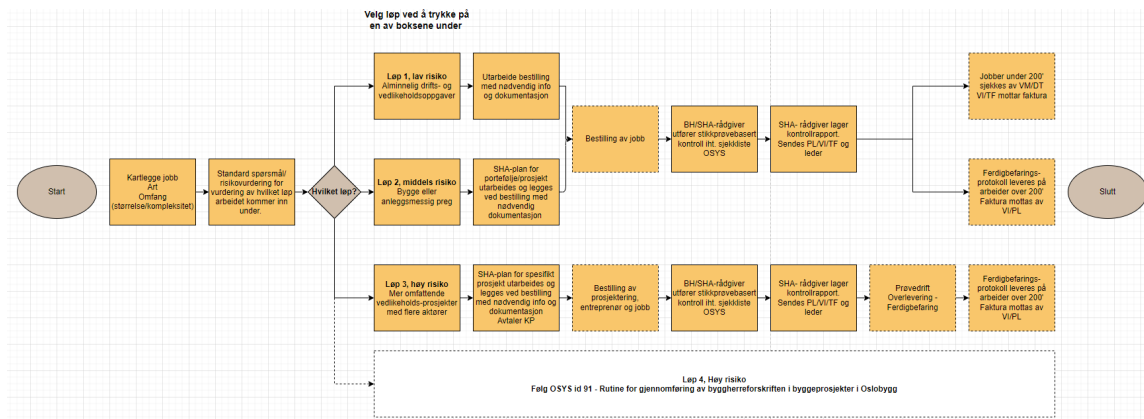 Velg løp ved å trykke på
en av boksene under
Løp 1, lav risiko
Alminnelig drifts- og
vedlikeholdsoppgaver
Utarbeide bestilling
med nødvendig info
og dokumentasjon
Jobber under 200'
sjekkes av VM/DT
VI/TF mottar faktura
Bestilling av jobb
BH/SHA-rådgiver
utfører stikkprøvebasert
kontroll iht. sjekkliste
OSYS
SHA- rådgiver lager
kontrollrapport.
Sendes PL/VI/TF og
leder
Start
Kartlegge jobb
Art
Omfang
(størrelse/kompleksitet)
Standard spørsmål/
risikovurdering for
vurdering av hvilket løp
arbeidet kommer inn
under.
Hvilket løp?
Løp 2, middels risiko
Bygge eller
anleggsmessig preg
SHA-plan for
portefølje/prosjekt
utarbeides og legges
ved bestilling med
nødvendig
dokumentasjon
Ferdigbefarings-
protokoll leveres på
arbeider over 200'
Faktura mottas av
VI/PL
Slutt
Løp 3, høy risiko
Mer omfattende
vedlikeholds-prosjekter
med flere aktører
SHA-plan for spesifikt
prosjekt utarbeides og
legges ved bestilling
med nødvendig info og
dokumentasjon
Avtaler KP
Bestilling av
prosjektering,
entreprenør og jobb
BH/SHA-rådgiver
utfører stikkprøvebasert
kontroll iht. sjekkliste
OSYS
SHA- rådgiver lager
kontrollrapport.
Sendes PL/VI/TF og
leder
Prøvedrift
Overlevering -
Ferdigbefaring
Ferdigbefarings-
protokoll leveres på
arbeider over 200'
Faktura mottas av
VI/PL
Løp 4, Høy risiko
Følg OSYS id 91 - Rutine for gjennomføring av byggherreforskriften i byggeprosjekter i Oslobygg